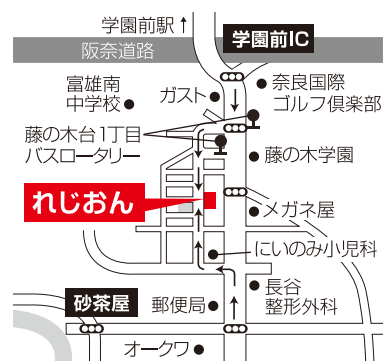 学園前駅↑
学園前IC
阪奈道路
富雄南
中学校
ガスト
奈良国際
ゴルフ倶楽部
藤の木台1丁目
バスロータリー
藤の木学園
れじおん
メガネ屋
にいのみ小児科
砂茶屋
郵便局
長谷
整形外科
オークワ